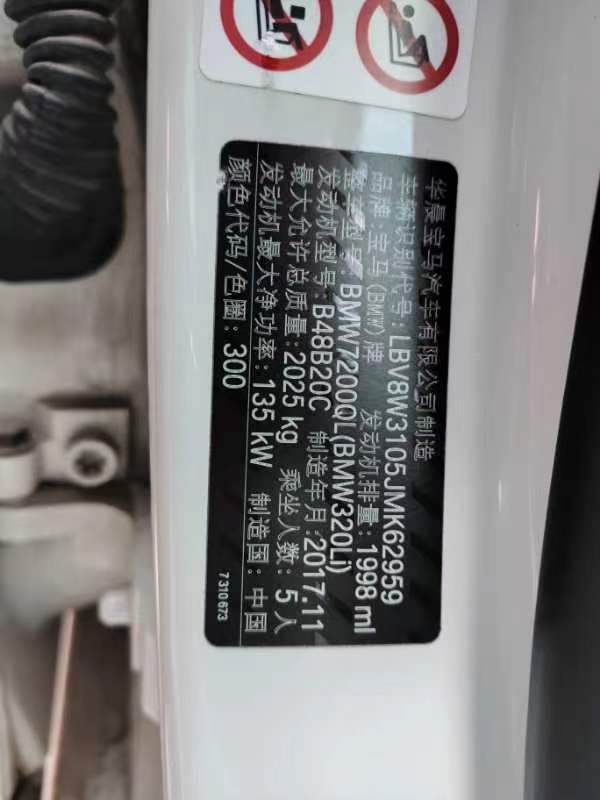 华晨宝马汽车有限公司制造
车辆识别代号:LBV8W3105JMK62959
品牌:宝马(BMW)牌 发动机排量:1998 ml
整车型号:BMW7200QL(BMW320Li)
发动机型号:B48B20C 制造年月:2017.11
最大允许总质量:2025 kg 乘坐人数:5人
发动机最大净功率:135 kW 制造国:中国
颜色代码/色圈:300
7310673